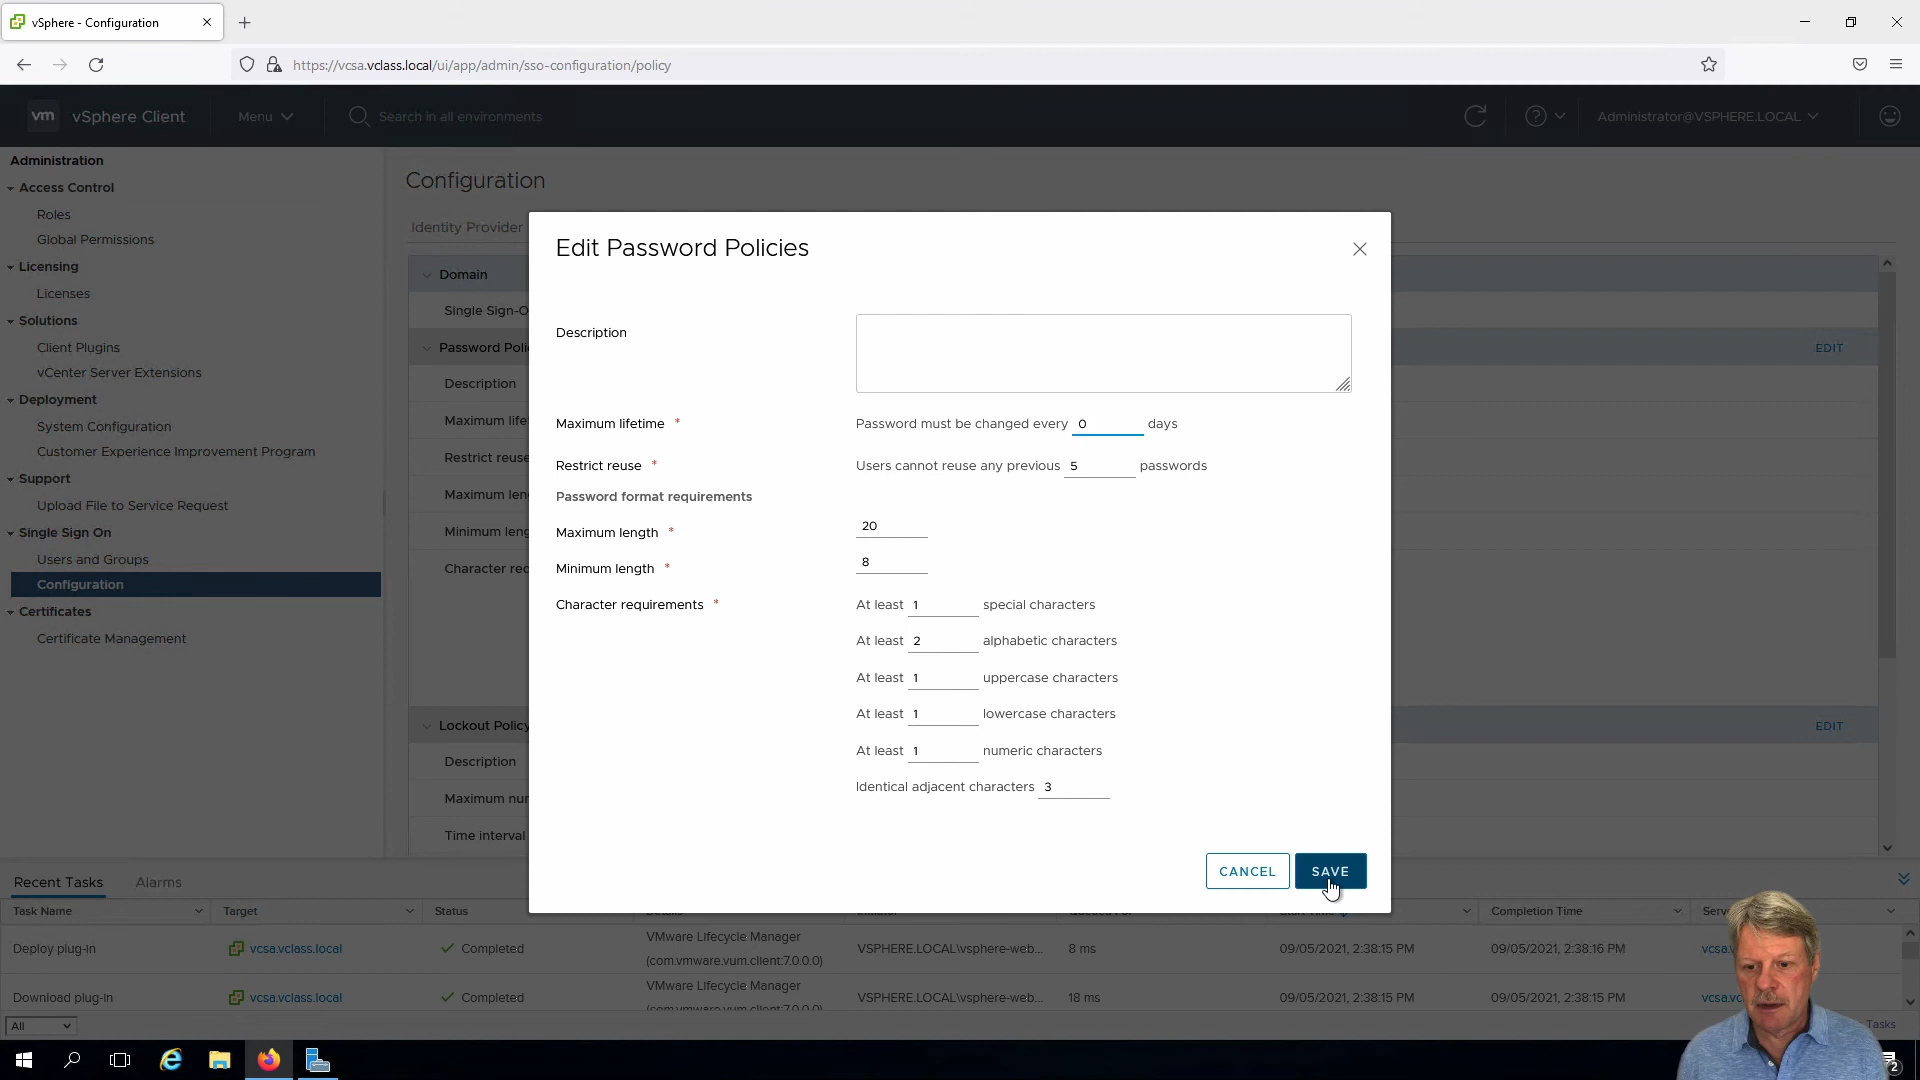 vSphere - Configuration
https://vcsa.vclass.local/ui/app/admin/sso-configuration/policy
vm vSphere Client Menu Search in all environments Administrator@VSPHERE.LOCAL
Administration
Access Control
Roles
Global Permissions
Licensing
Licenses
Solutions
Client Plugins
vCenter Server Extensions
Deployment
System Configuration
Customer Experience Improvement Program
Support
Upload File to Service Request
Single Sign On
Users and Groups
Configuration
Certificates
Certificate Management
Configuration
Identity Provider
Domain
Single Sign-O
Password Poli
EDIT
Description
Maximum life
Restrict reuse
Maximum len
Minimum leng
Character req
Lockout Policy
EDIT
Description
Maximum nu
Time interval
Edit Password Policies
Description
Maximum lifetime * Password must be changed every 0 days
Restrict reuse * Users cannot reuse any previous 5 passwords
Password format requirements
Maximum length * 20
Minimum length * 8
Character requirements * At least 1 special characters
At least 2 alphabetic characters
At least 1 uppercase characters
At least 1 lowercase characters
At least 1 numeric characters
Identical adjacent characters 3
CANCEL SAVE
Recent Tasks Alarms
Task Name Target Status Completion Time
Deploy plug-in vcsa.vclass.local Completed VMware Lifecycle Manager (com.vmware.vum.client:7.0.0.0) VSPHERE.LOCAL\vsphere-web... 8 ms 09/05/2021, 2:38:15 PM 09/05/2021, 2:38:16 PM
Download plug-in vcsa.vclass.local Completed VMware Lifecycle Manager (com.vmware.vum.client:7.0.0.0) VSPHERE.LOCAL\vsphere-web... 18 ms 09/05/2021, 2:38:15 PM 09/05/2021, 2:38:15 PM
All
Tasks
2